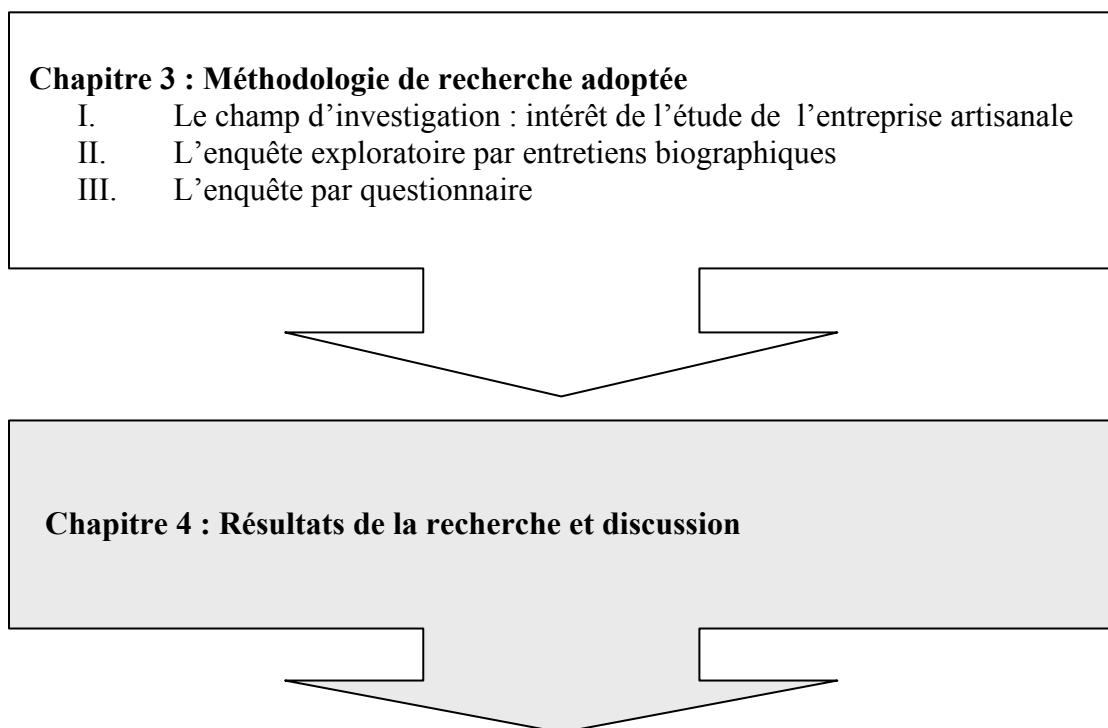 Chapitre 3 : Méthodologie de recherche adoptée
I. Le champ d’investigation : intérêt de l’étude de l’entreprise artisanale
II. L’enquête exploratoire par entretiens biographiques
III. L’enquête par questionnaire
Chapitre 4 : Résultats de la recherche et discussion